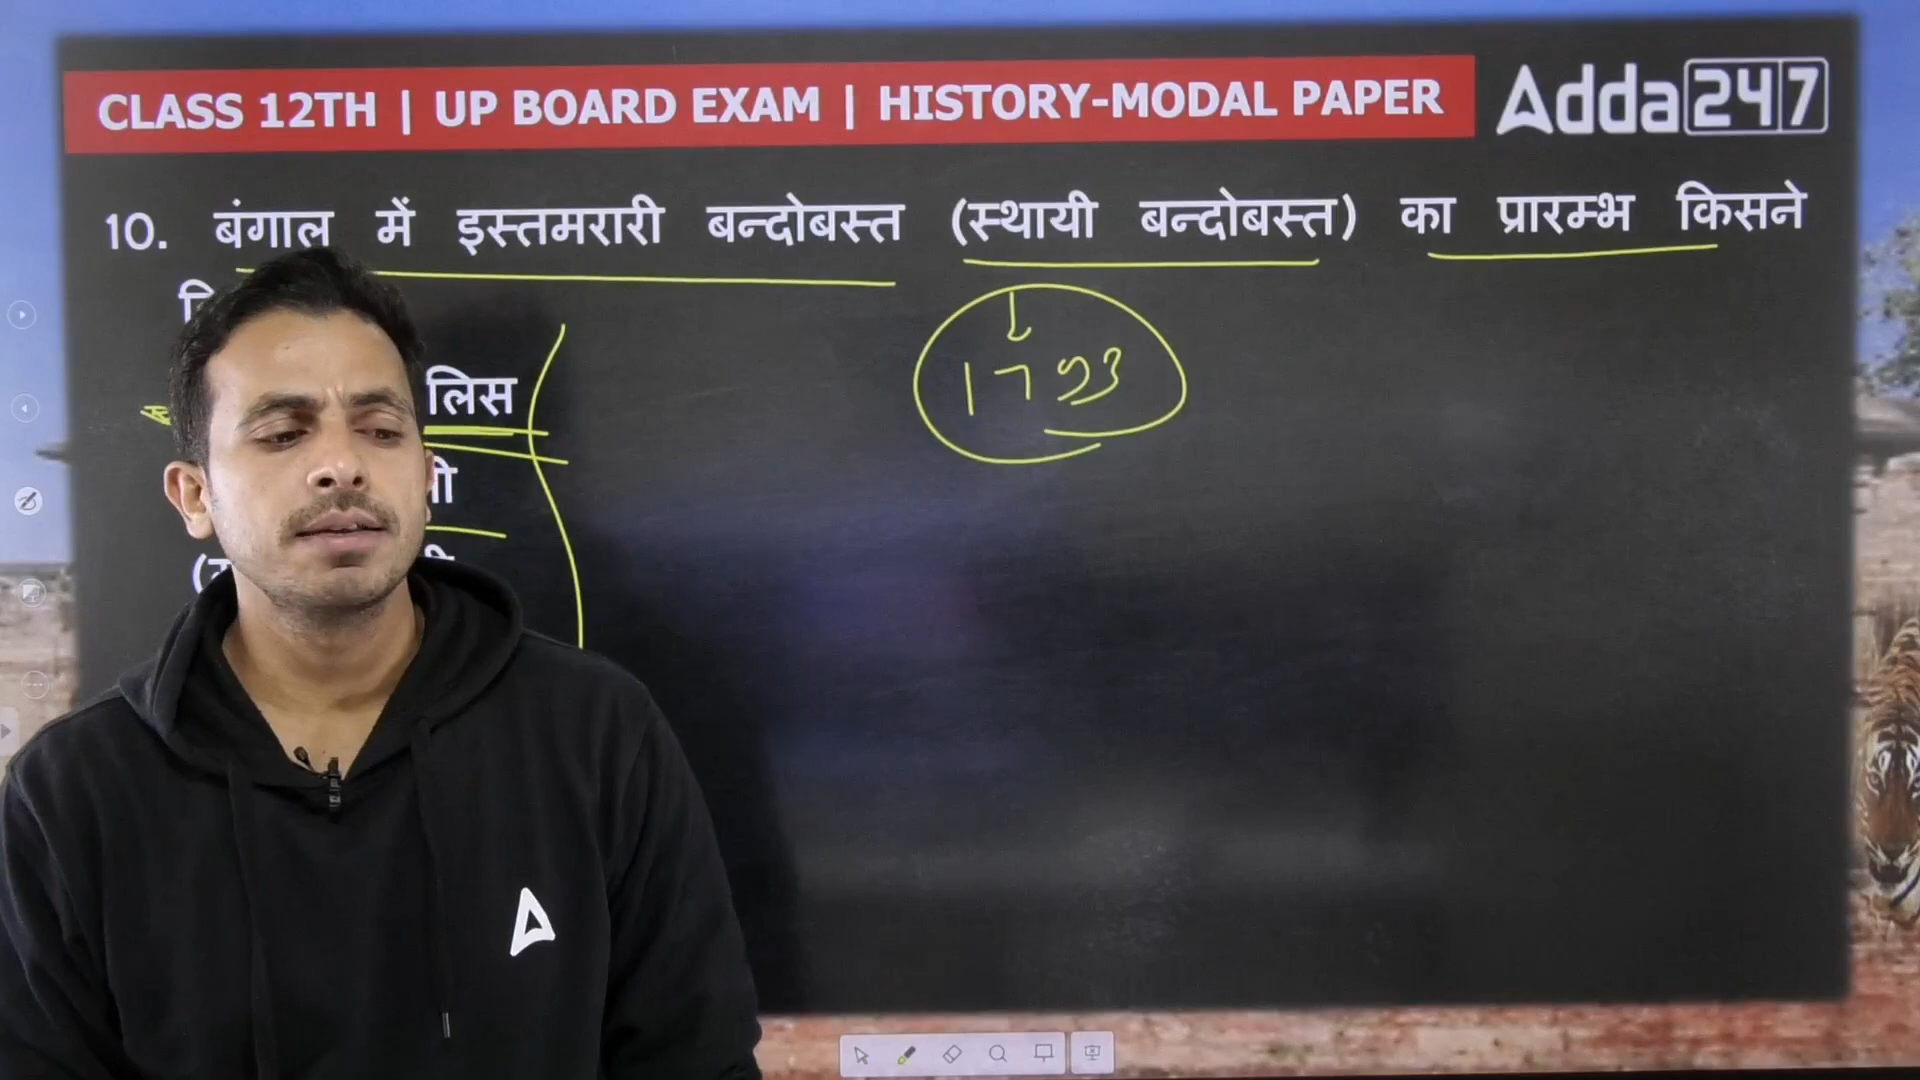 CLASS 12TH | UP BOARD EXAM | HISTORY-MODAL PAPER
Adda247
10. बंगाल में इस्तमरारी बन्दोबस्त (स्थायी बन्दोबस्त) का प्रारम्भ किसने
1793
लिस